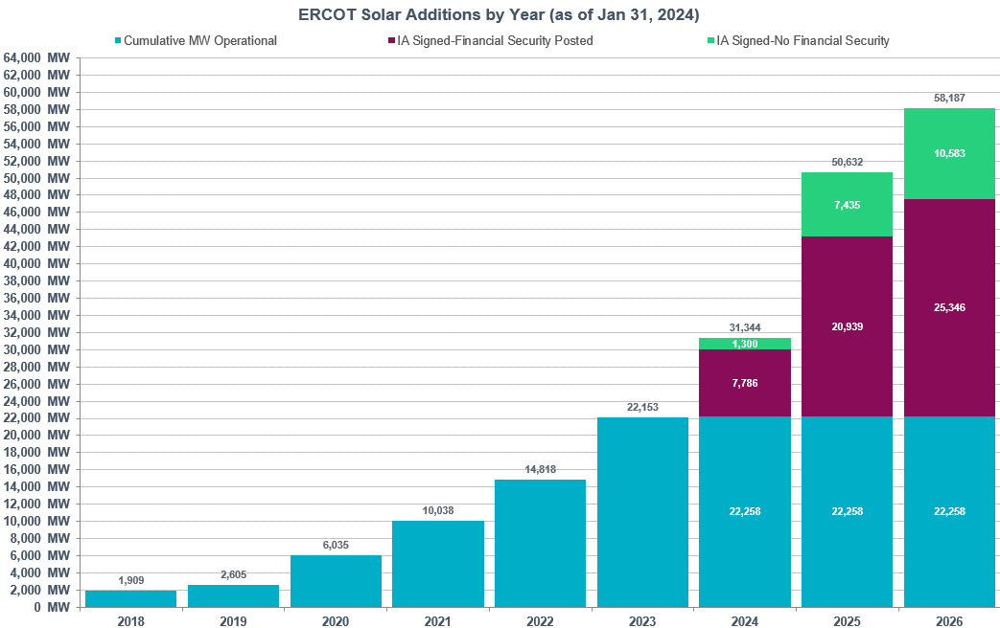 ERCOT Solar Additions by Year (as of Jan 31, 2024)
Cumulative MW Operational
IA Signed-Financial Security Posted
IA Signed-No Financial Security
64,000 MW
62,000 MW
60,000 MW
58,000 MW
56,000 MW
54,000 MW
52,000 MW
50,000 MW
48,000 MW
46,000 MW
44,000 MW
42,000 MW
40,000 MW
38,000 MW
36,000 MW
34,000 MW
32,000 MW
30,000 MW
28,000 MW
26,000 MW
24,000 MW
22,000 MW
20,000 MW
18,000 MW
16,000 MW
14,000 MW
12,000 MW
10,000 MW
8,000 MW
6,000 MW
4,000 MW
2,000 MW
0 MW
1,909
2,605
6,035
10,038
14,818
22,153
31,344
1,300
7,786
22,258
50,632
7,435
20,939
22,258
58,187
10,583
25,346
22,258
2018
2019
2020
2021
2022
2023
2024
2025
2026